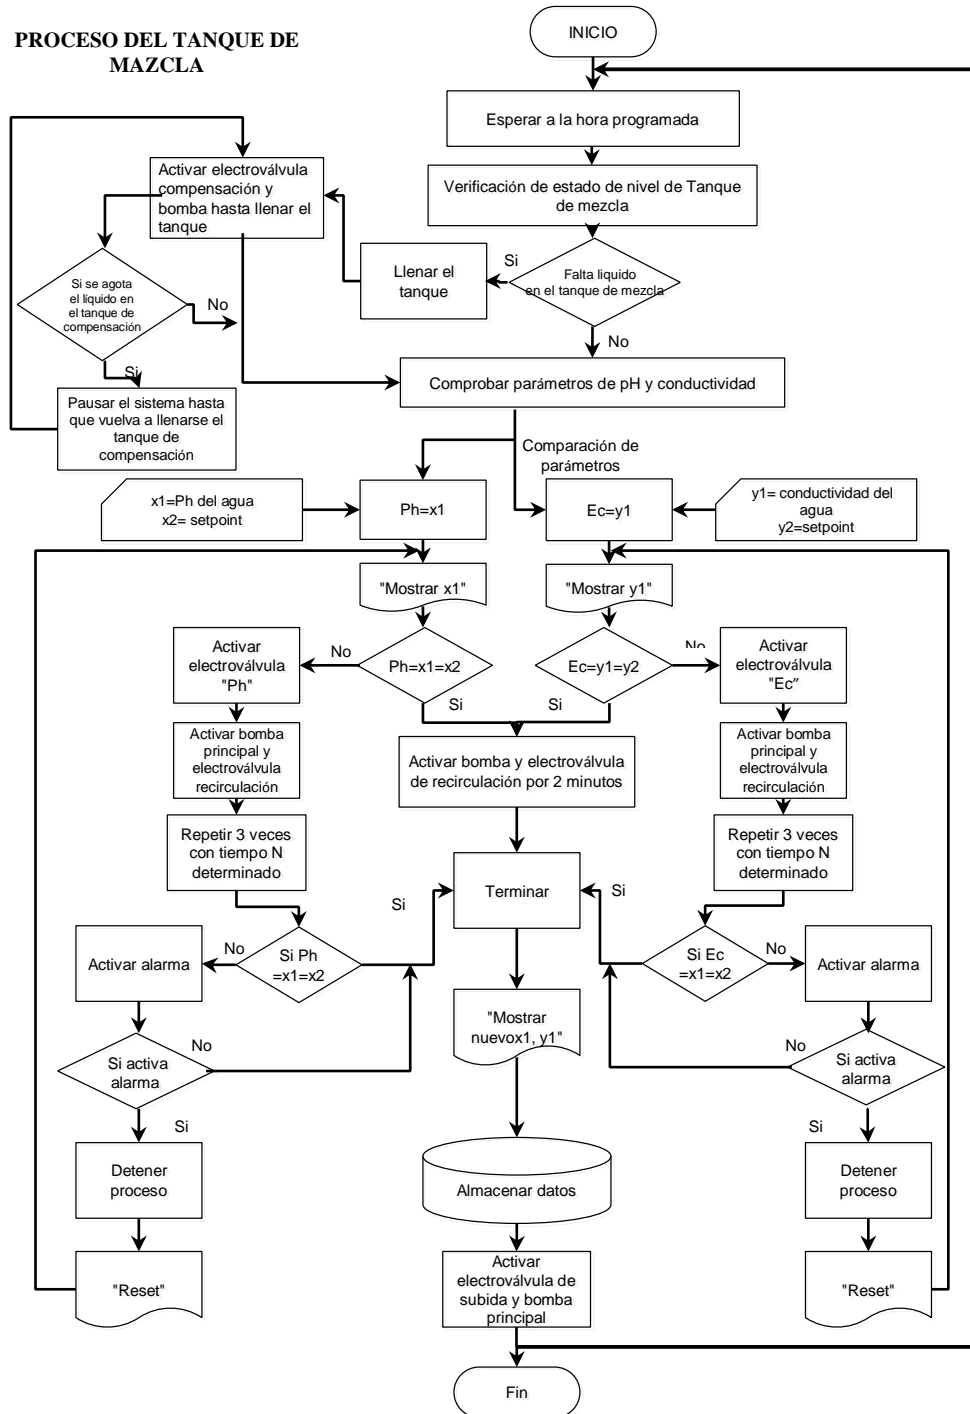 PROCESO DEL TANQUE DE
MAZCLA
INICIO
Esperar a la hora programada
Verificación de estado de nivel de Tanque
de mezcla
Falta liquido
en el tanque de mezcla
Si
No
Llenar el
tanque
Activar electroválvula
compensación y
bomba hasta llenar el
tanque
Si se agota
el líquido en
el tanque de
compensación
No
Si
Pausar el sistema hasta
que vuelva a llenarse el
tanque de
compensación
Comprobar parámetros de pH y conductividad
Comparación de
parámetros
x1=Ph del agua
x2= setpoint
Ph=x1
Ec=y1
y1= conductividad del
agua
y2=setpoint
"Mostrar x1"
"Mostrar y1"
Activar
electroválvula
"Ph"
No
Ph=x1=x2
Si
Ec=y1=y2
Si
No
Activar
electroválvula
"Ec”
Activar bomba
principal y
electroválvula
recirculación
Activar bomba y electroválvula
de recirculación por 2 minutos
Activar bomba
principal y
electroválvula
recirculación
Repetir 3 veces
con tiempo N
determinado
Terminar
Repetir 3 veces
con tiempo N
determinado
Si
Si
Activar alarma
No
Si Ph
=x1=x2
Si Ec
=x1=x2
No
Activar alarma
"Mostrar
nuevox1, y1"
Si activa
alarma
No
No
Si activa
alarma
Si
Si
Detener
proceso
Almacenar datos
Detener
proceso
"Reset"
Activar
electroválvula de
subida y bomba
principal
"Reset"
Fin